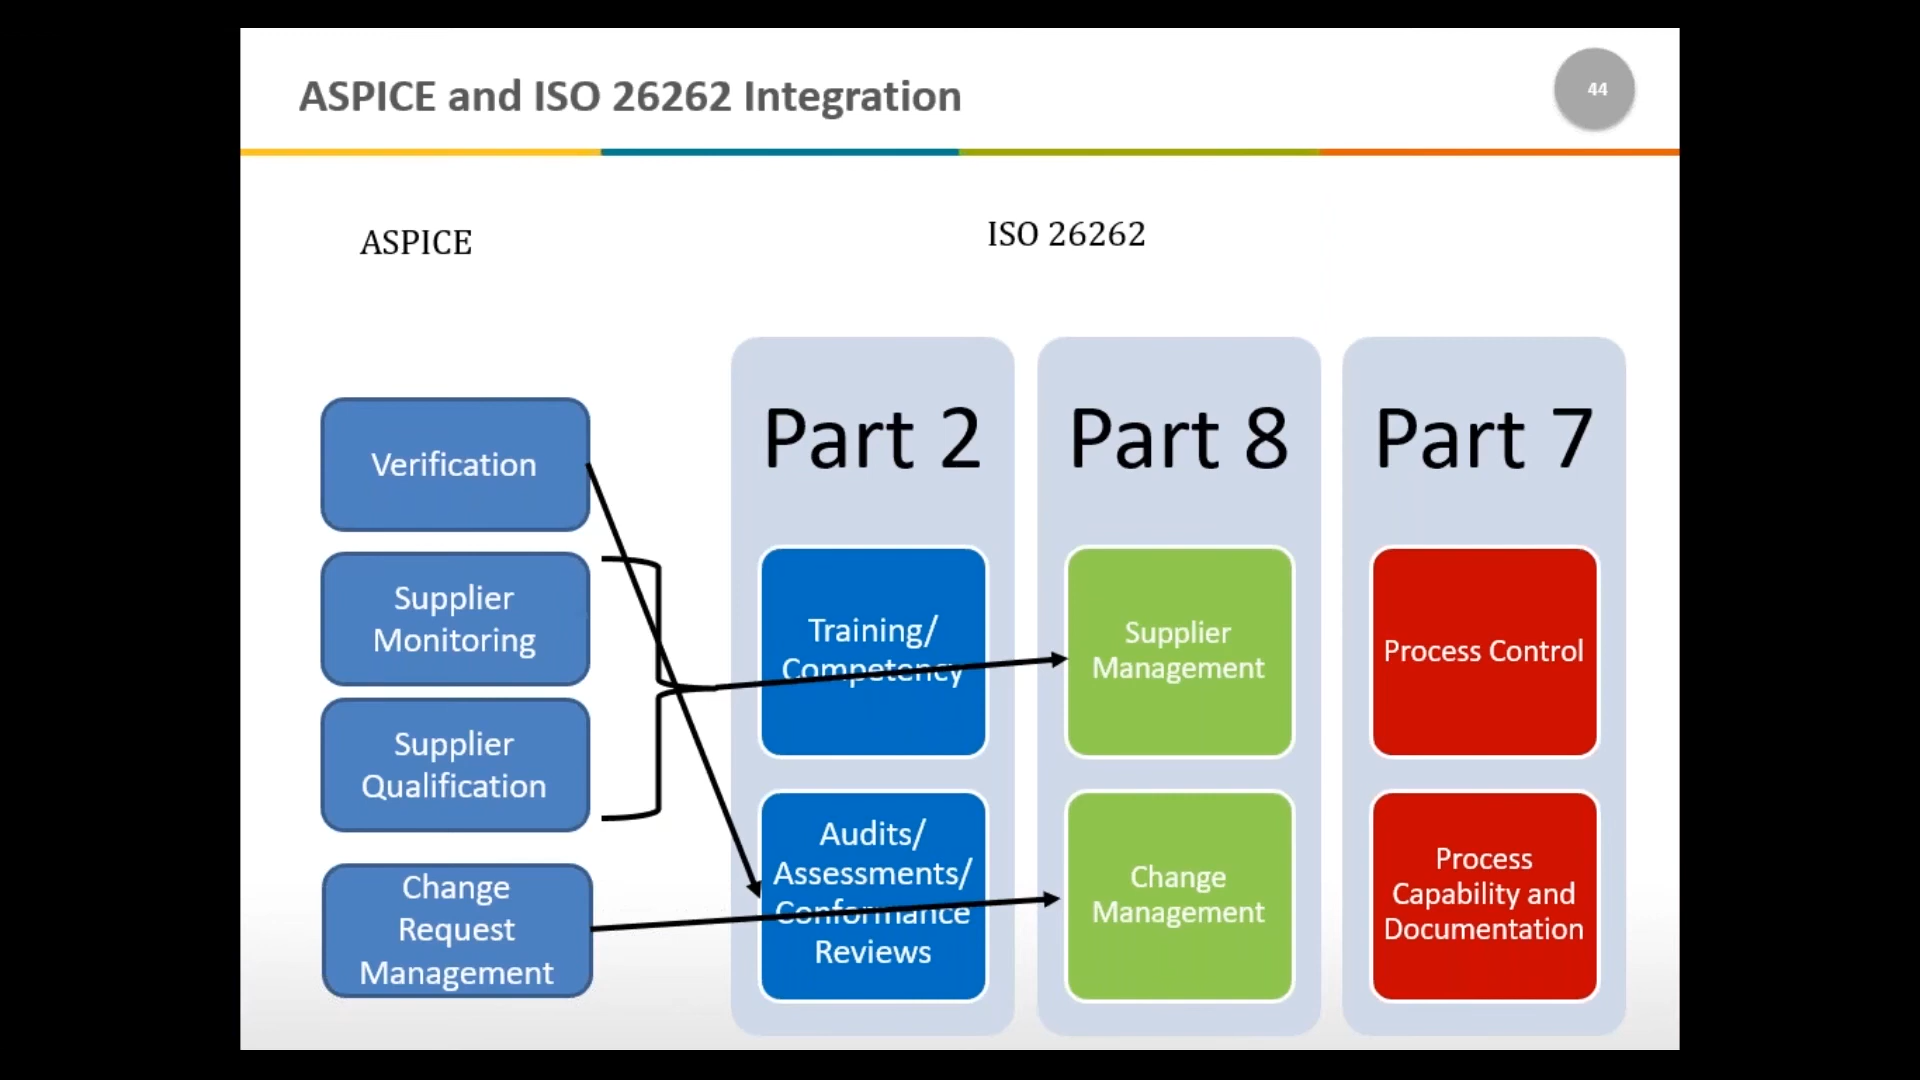 ASPICE and ISO 26262 Integration
44
ASPICE
ISO 26262
Verification
Supplier
Monitoring
Supplier
Qualification
Change
Request
Management
Part 2
Training/
Competency
Audits/
Assessments/
Conformance
Reviews
Part 8
Supplier
Management
Change
Management
Part 7
Process Control
Process
Capability and
Documentation